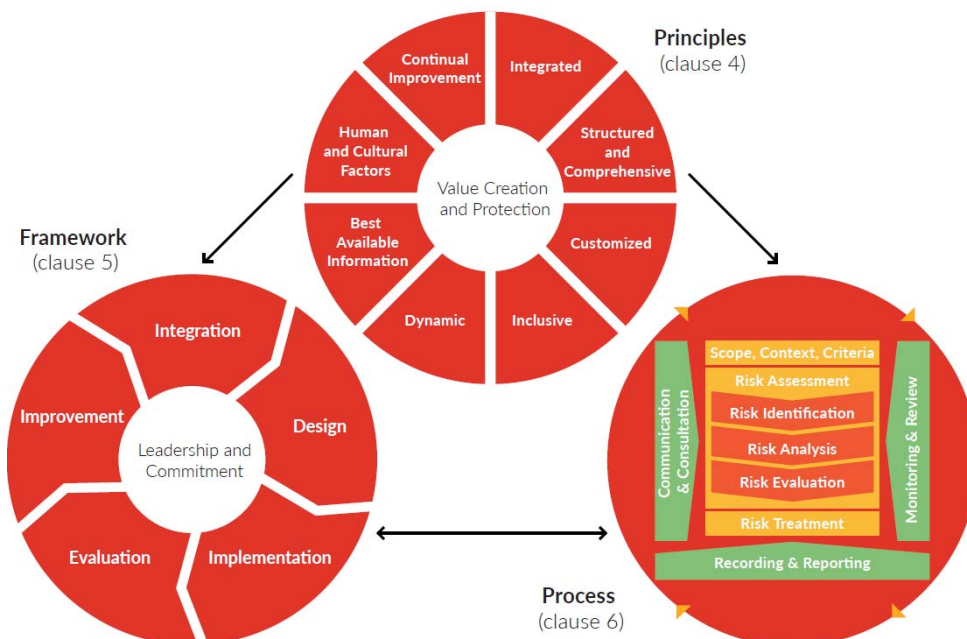 Principles
(clause 4)
Continual
Improvement
Integrated
Structured
and
Comprehensive
Customized
Inclusive
Dynamic
Best
Available
Information
Human
and Cultural
Factors
Value Creation
and Protection
Framework
(clause 5)
Integration
Design
Implementation
Evaluation
Improvement
Leadership and
Commitment
Process
(clause 6)
Scope, Context, Criteria
Risk Assessment
Risk Identification
Risk Analysis
Risk Evaluation
Risk Treatment
Communication
& Consultation
Monitoring & Review
Recording & Reporting